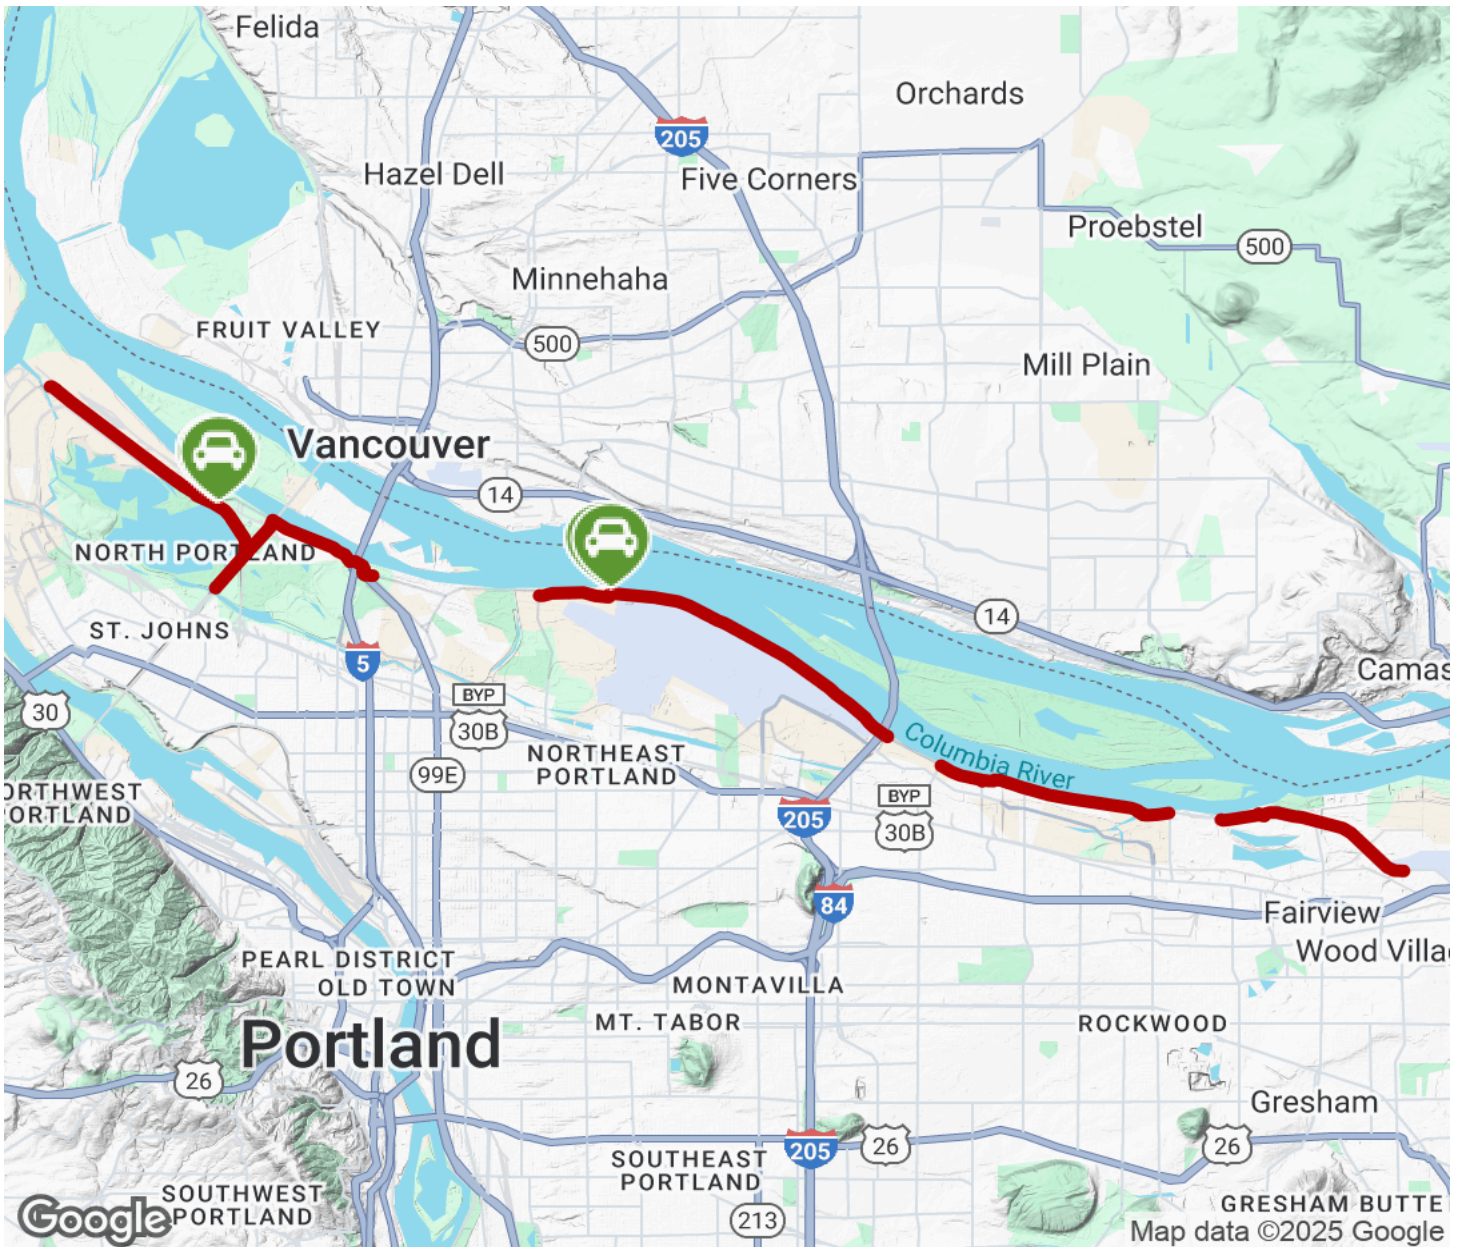 Felida
Orchards
205
Hazel Dell
Five Corners
Proebstel
500
Minnehaha
FRUIT VALLEY
500
Mill Plain
Vancouver
14
NORTH PORTLAND
14
ST. JOHNS
5
Camas
30
BYP
30B
Columbia River
NORTHEAST
PORTLAND
99E
ORTHWEST
ORTLAND
205
BYP
30B
84
Fairview
Wood Villa
PEARL DISTRICT
OLD TOWN
MONTAVILLA
MT. TABOR
ROCKWOOD
Portland
26
Gresham
205
26
26
SOUTHEAST
PORTLAND
SOUTHWEST
PORTLAND
GRESHAM BUTTE
Google
213
Map data ©2025 Google